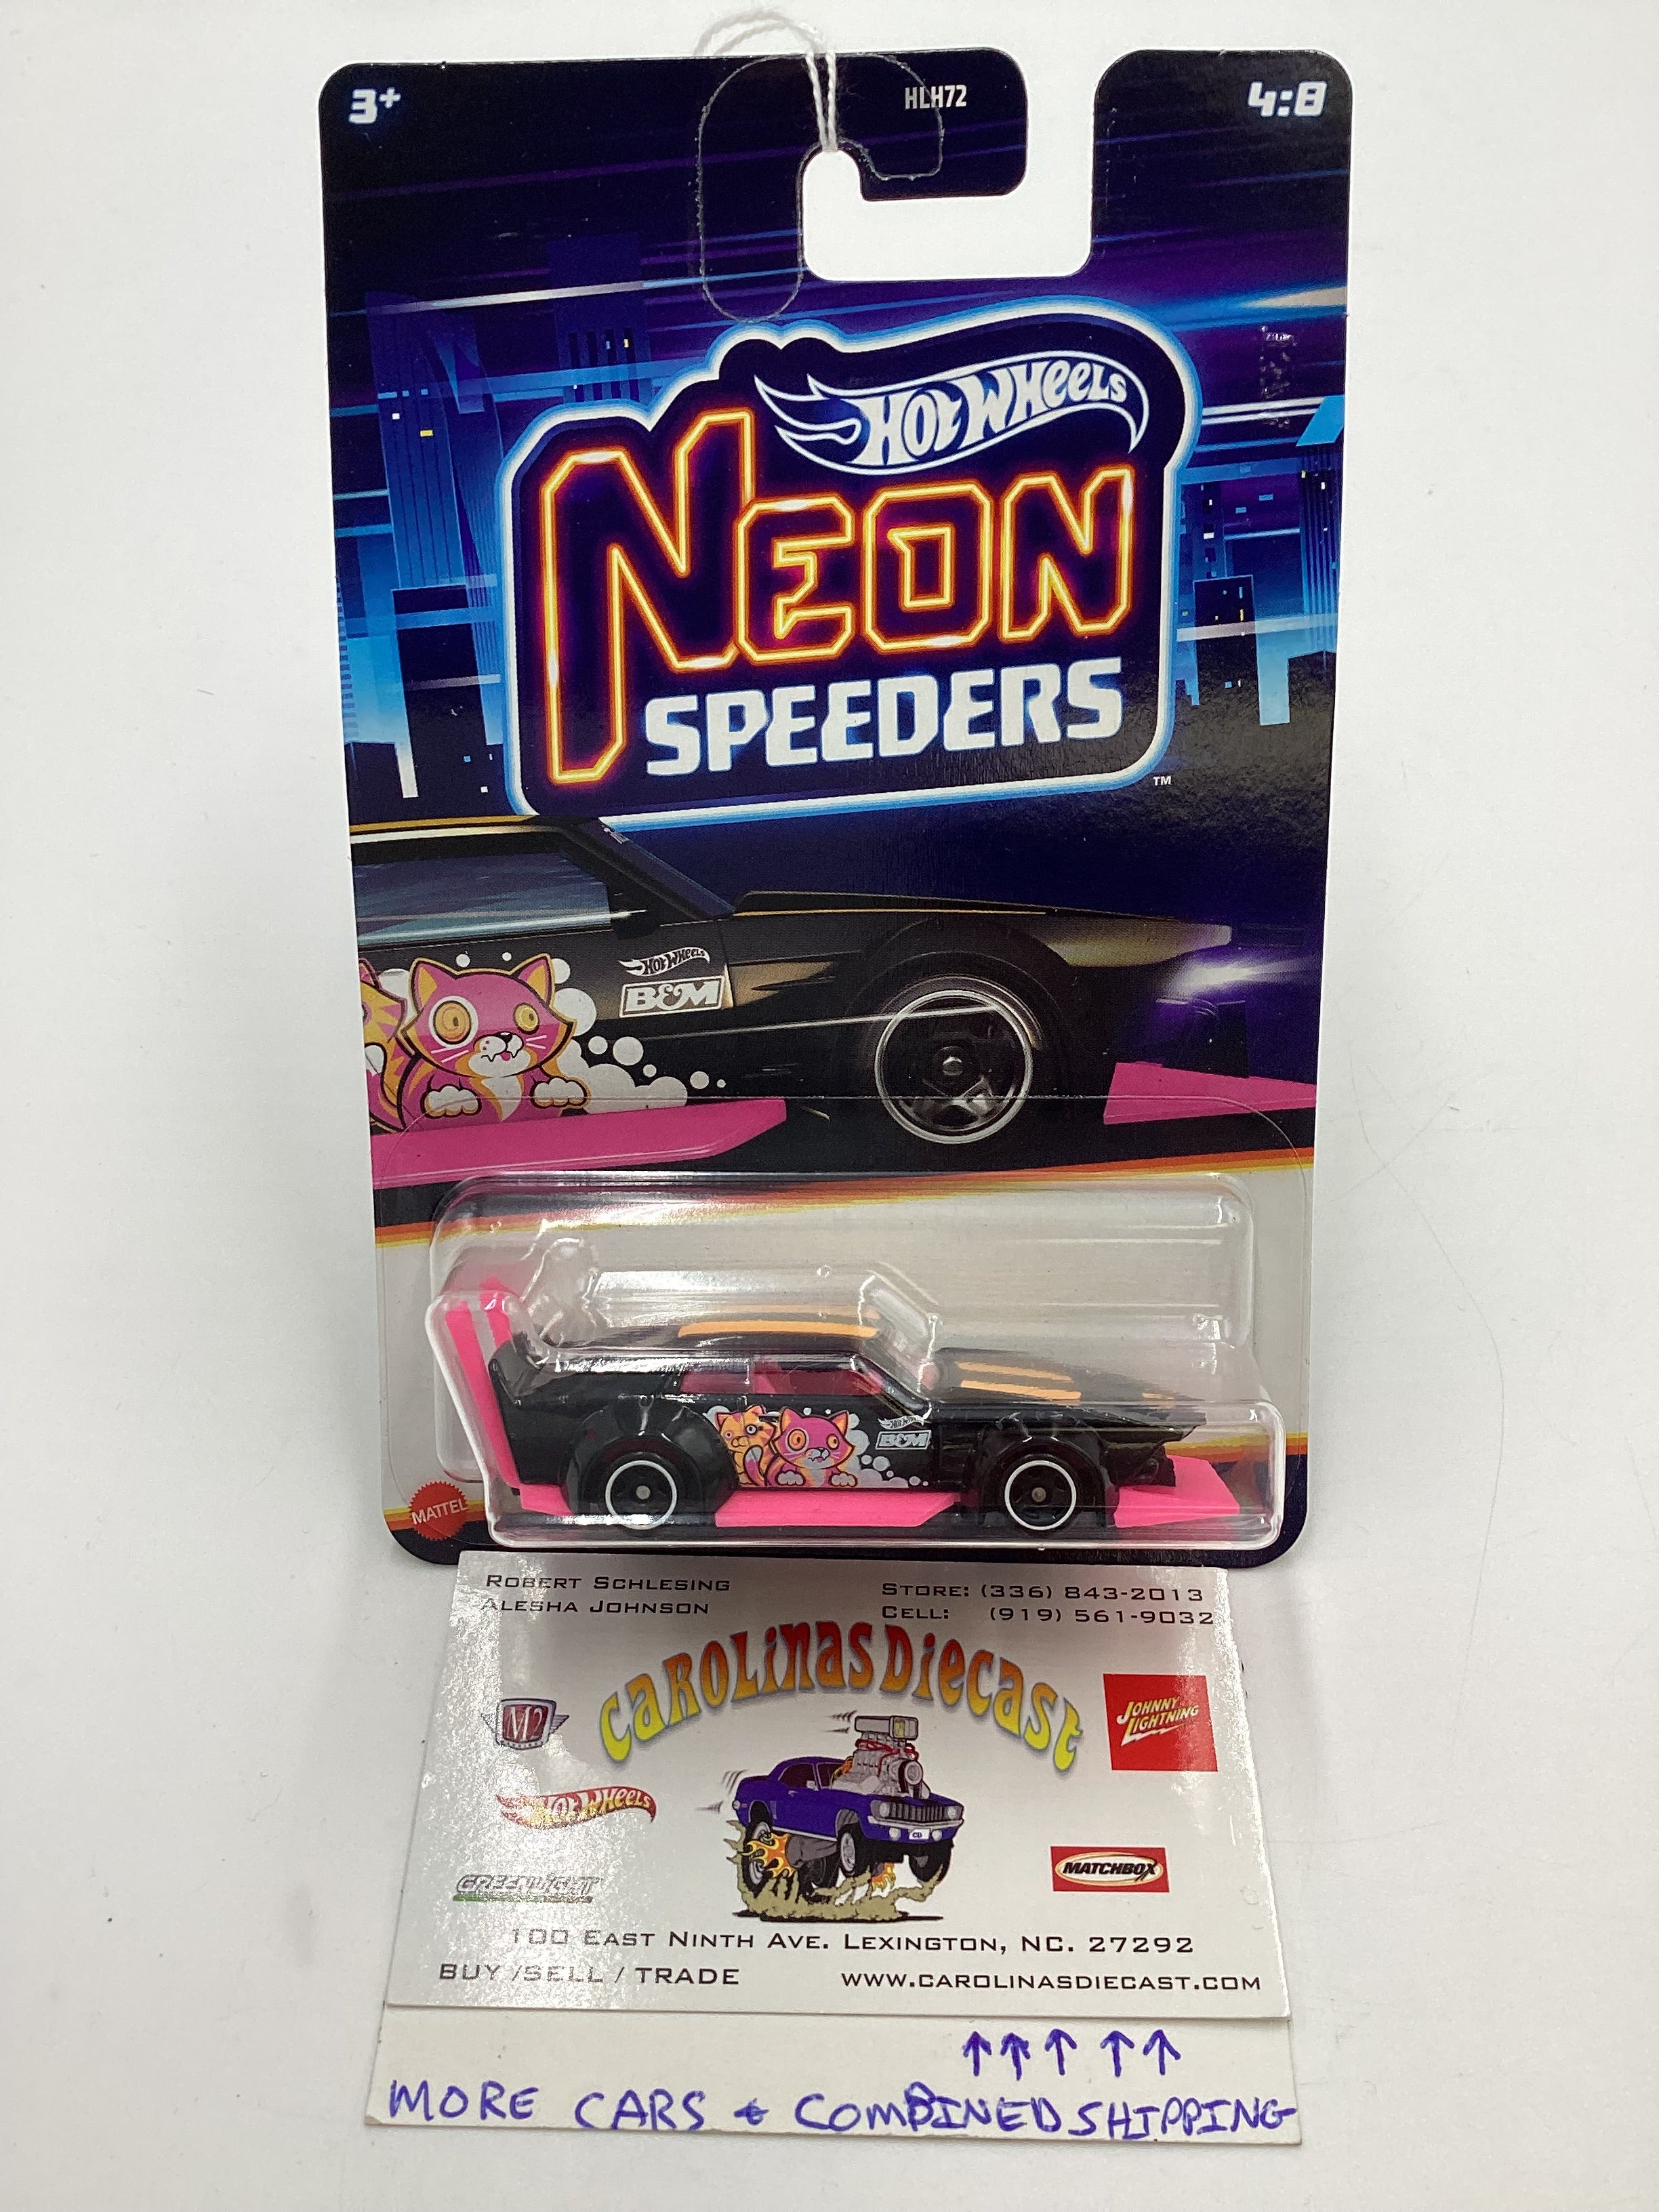 3+
HLH72
4:8
HOT WHEELS
NEON
SPEEDERS
TM
HOT WHEELS
B&M
HOT WHEELS
B&M
MATTEL
ROBERT SCHLESING
STORE: (336) 843-2013
ALESHA JOHNSON
CELL: (919) 561-9032
CAROLINAS DIECAST
M2
JOHNNY LIGHTNING
HOT WHEELS
CD
GREENLIGHT
MATCHBOX
100 EAST NINTH AVE. LEXINGTON, NC. 27292
BUY /SELL / TRADE
WWW.CAROLINASDIECAST.COM
↑↑↑ ↑↑
MORE CARS & COMBINED SHIPPING